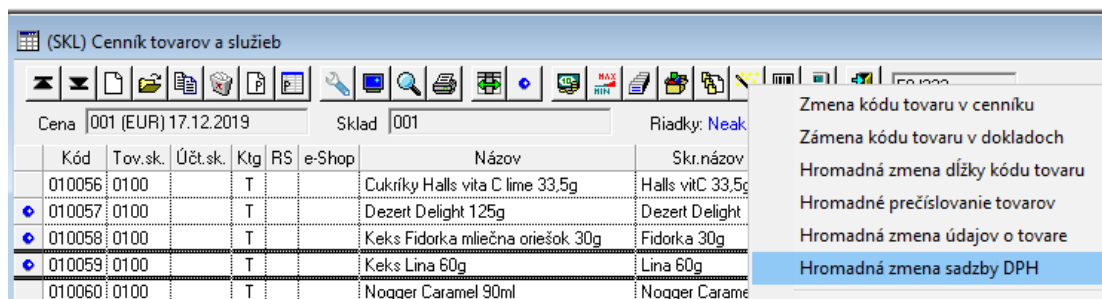 (SKL) Cenník tovarov a služieb
MAX
MIN
Cena 001 (EUR) 17.12.2019 Sklad 001 Riadky: Neak
Kód Tov.sk. Účt.sk. Ktg RS e-Shop Názov Skr.názov
010056 0100 T Cukríky Halls vita C lime 33,5g Halls vitC 33,5g
010057 0100 T Dezert Delight 125g Dezert Delight
010058 0100 T Keks Fidorka mliečna oriešok 30g Fidorka 30g
010059 0100 T Keks Lina 60g Lina 60g
010060 0100 T Nogger Caramel 90ml Nogger Carame
Zmena kódu tovaru v cenníku
Zámena kódu tovaru v dokladoch
Hromadná zmena dĺžky kódu tovaru
Hromadné prečíslovanie tovarov
Hromadná zmena údajov o tovare
Hromadná zmena sadzby DPH